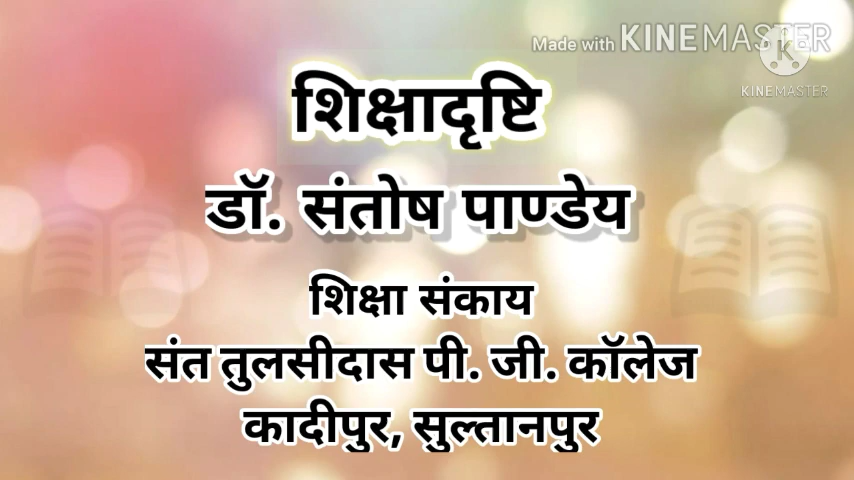 Made with KINEMASTER
K
KINEMASTER
शिक्षादृष्टि
डॉ. संतोष पाण्डेय
शिक्षा संकाय
संत तुलसीदास पी. जी. कॉलेज
कादीपुर, सुल्तानपुर